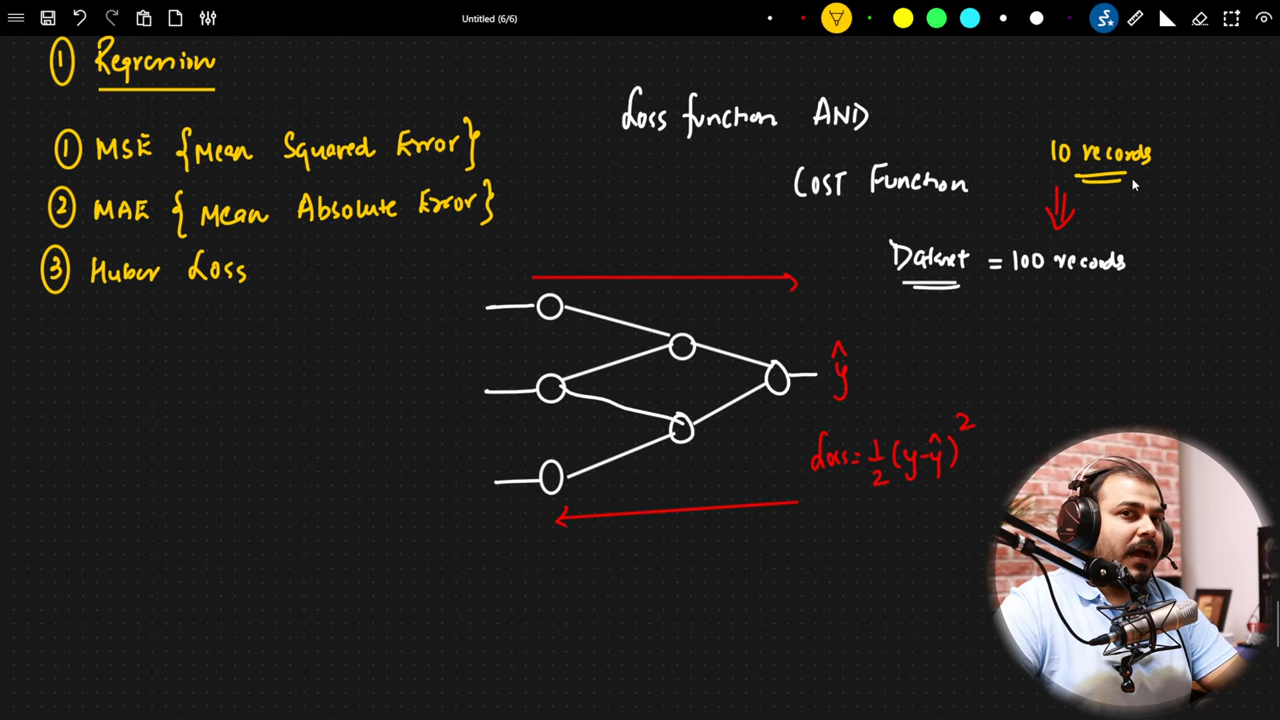 Untitled (6/6)
① Regression
① MSE {Mean Squared Error}
② MAE { Mean Absolute Error}
③ Huber Loss
Loss function AND
COST Function
10 records
Dataset = 100 records
ŷ
Loss = 1/2 (y-ŷ)²